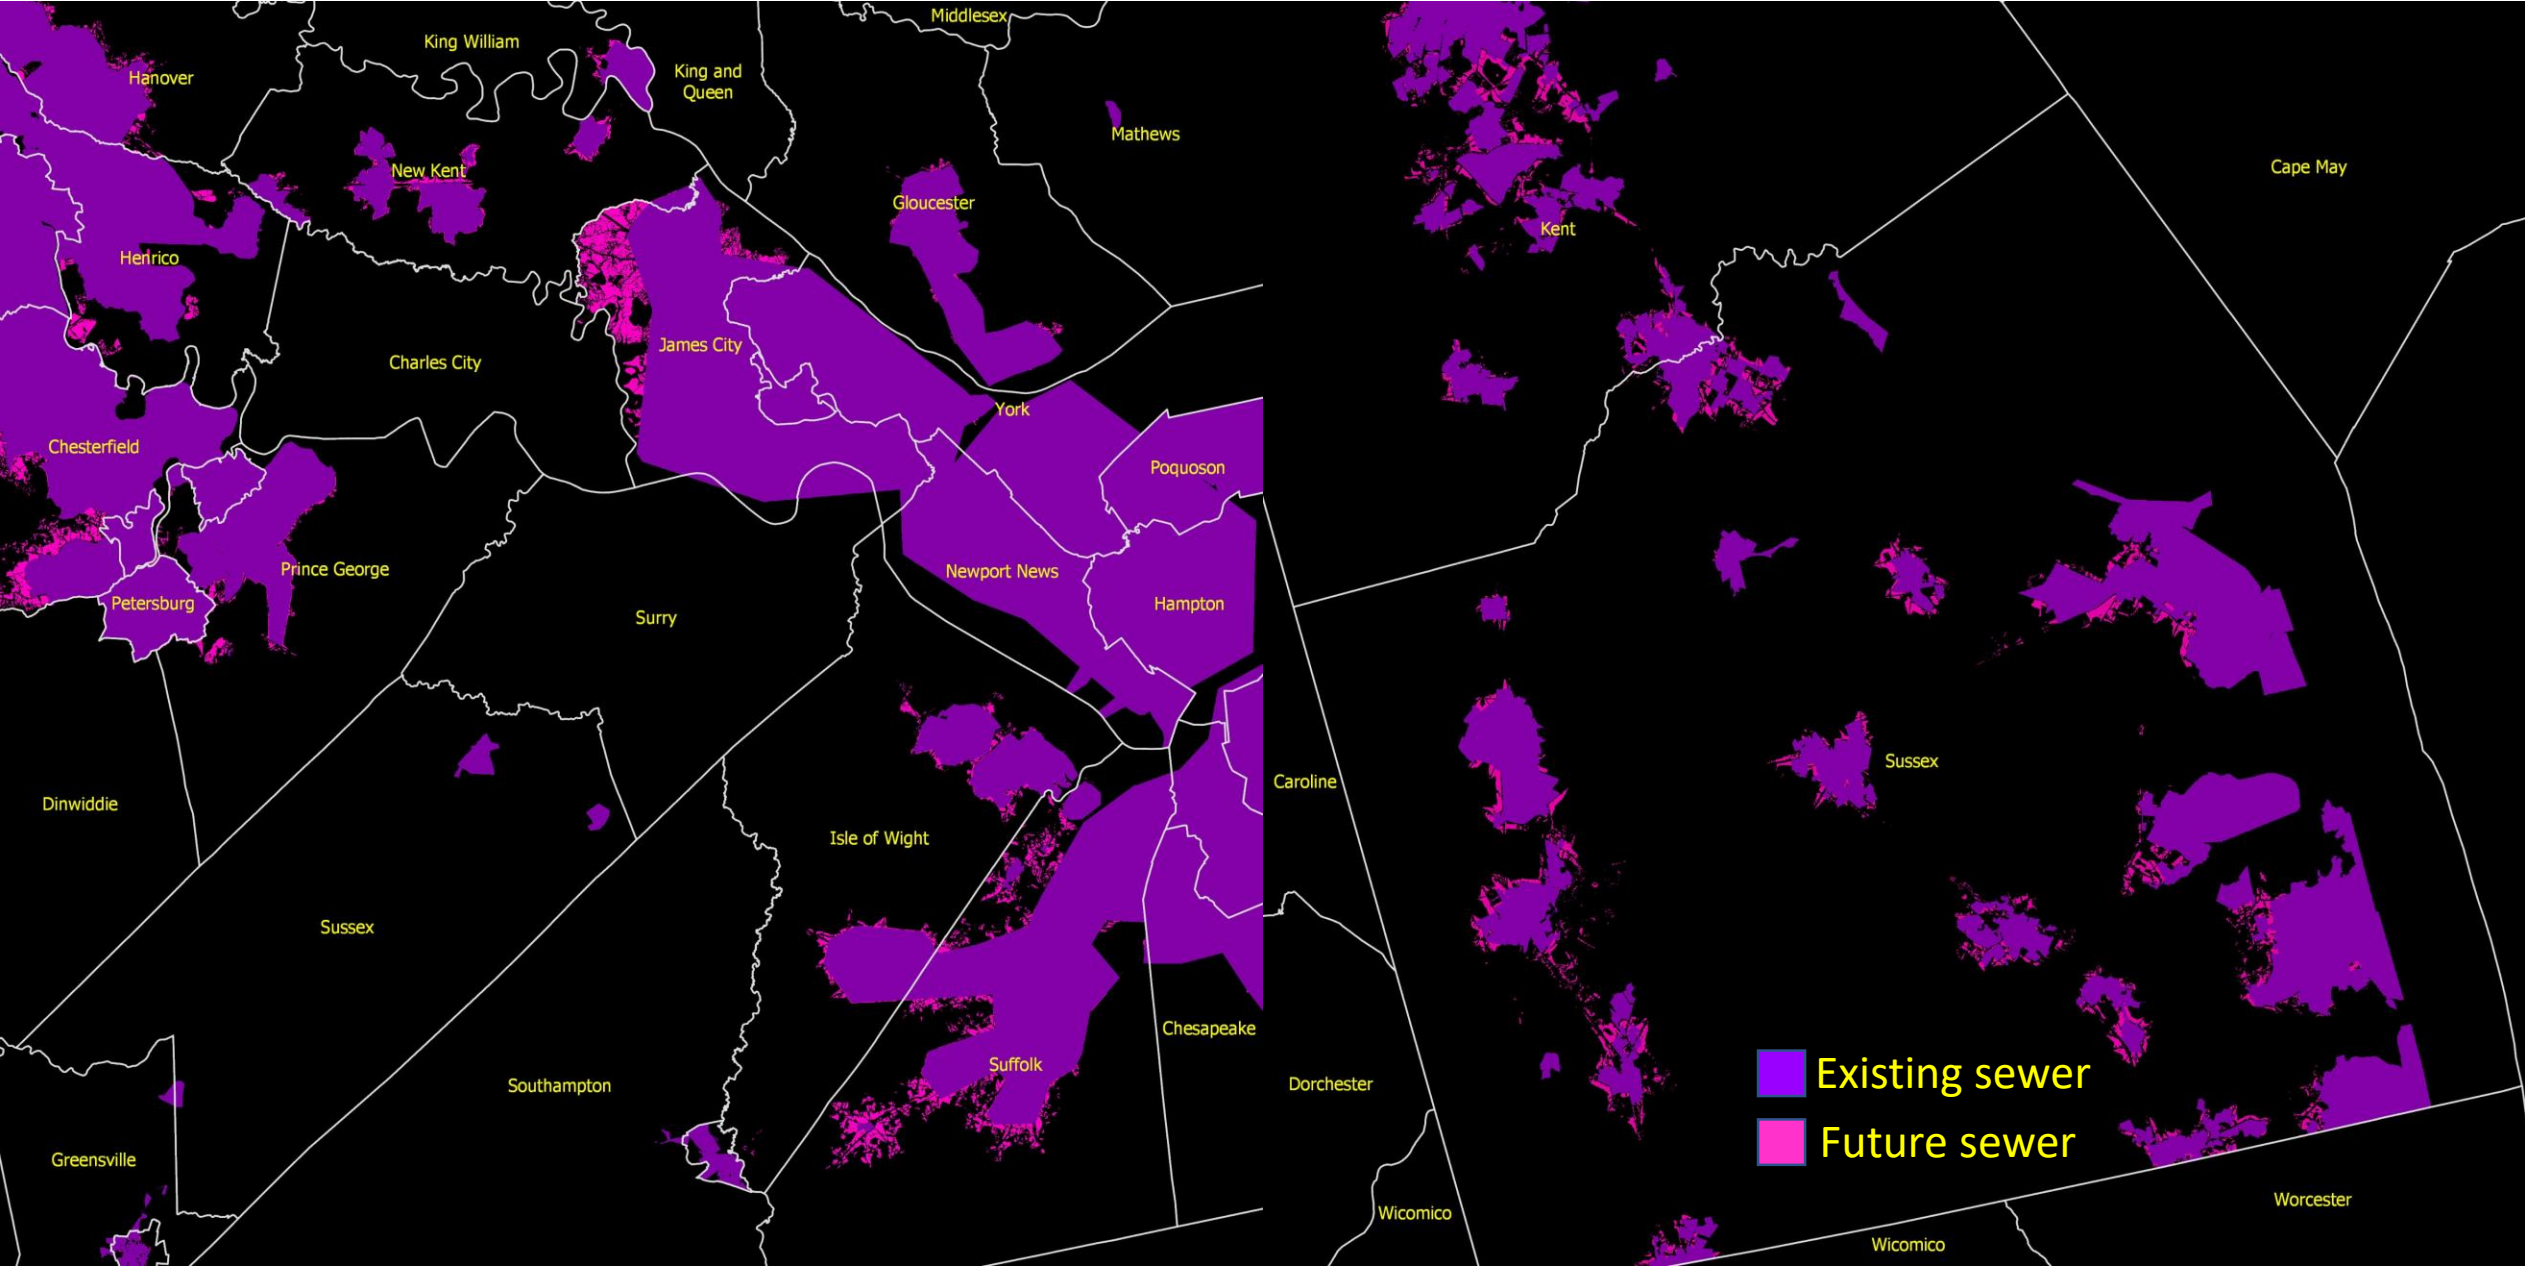 Middlesex
King William
King and
Queen
Hanover
Mathews
New Kent
Gloucester
Henrico
James City
Charles City
York
Chesterfield
Poquoson
Prince George
Newport News
Petersburg
Hampton
Surry
Dinwiddie
Isle of Wight
Sussex
Chesapeake
Suffolk
Southampton
Greensville
Cape May
Kent
Sussex
Caroline
Dorchester
Wicomico
Worcester
Wicomico
Existing sewer
Future sewer